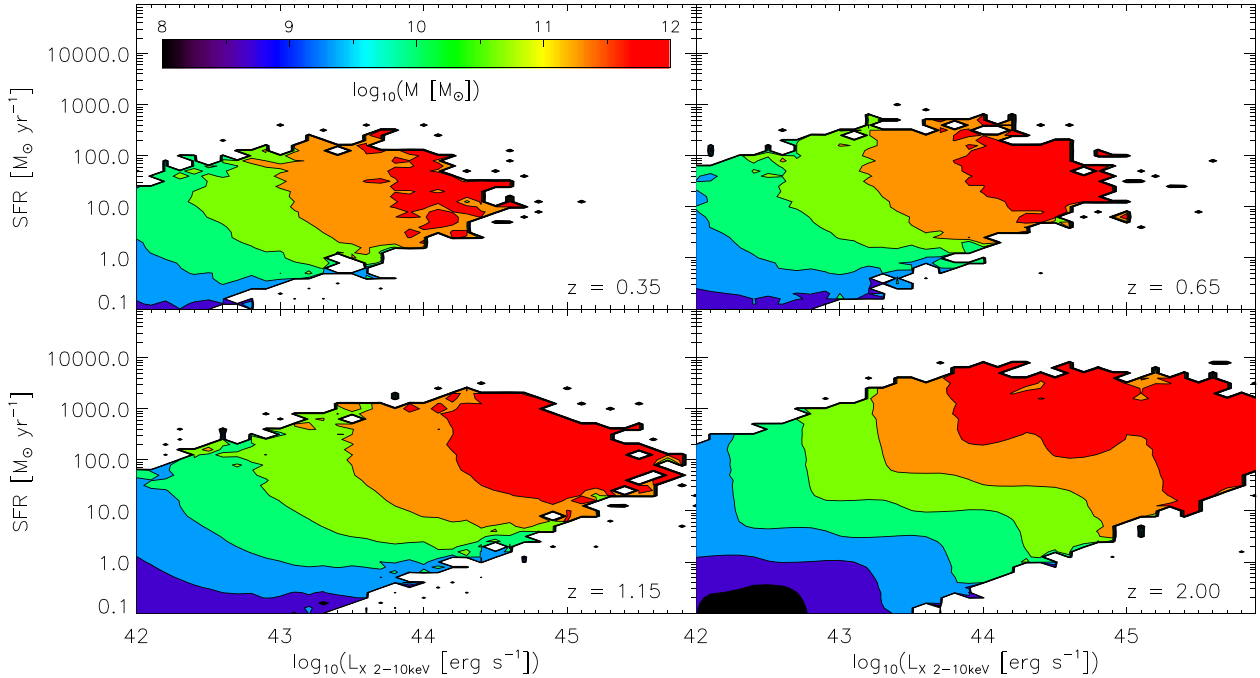 8 9 10 11 12
log₁₀(M [M☉])
10000.0
1000.0
100.0
10.0
1.0
0.1
SFR [M☉ yr⁻¹]
z = 0.35
z = 0.65
10000.0
1000.0
100.0
10.0
1.0
0.1
SFR [M☉ yr⁻¹]
z = 1.15
z = 2.00
42 43 44 45 42 43 44 45
log₁₀(L_X 2−10keV [erg s⁻¹]) log₁₀(L_X 2−10keV [erg s⁻¹])